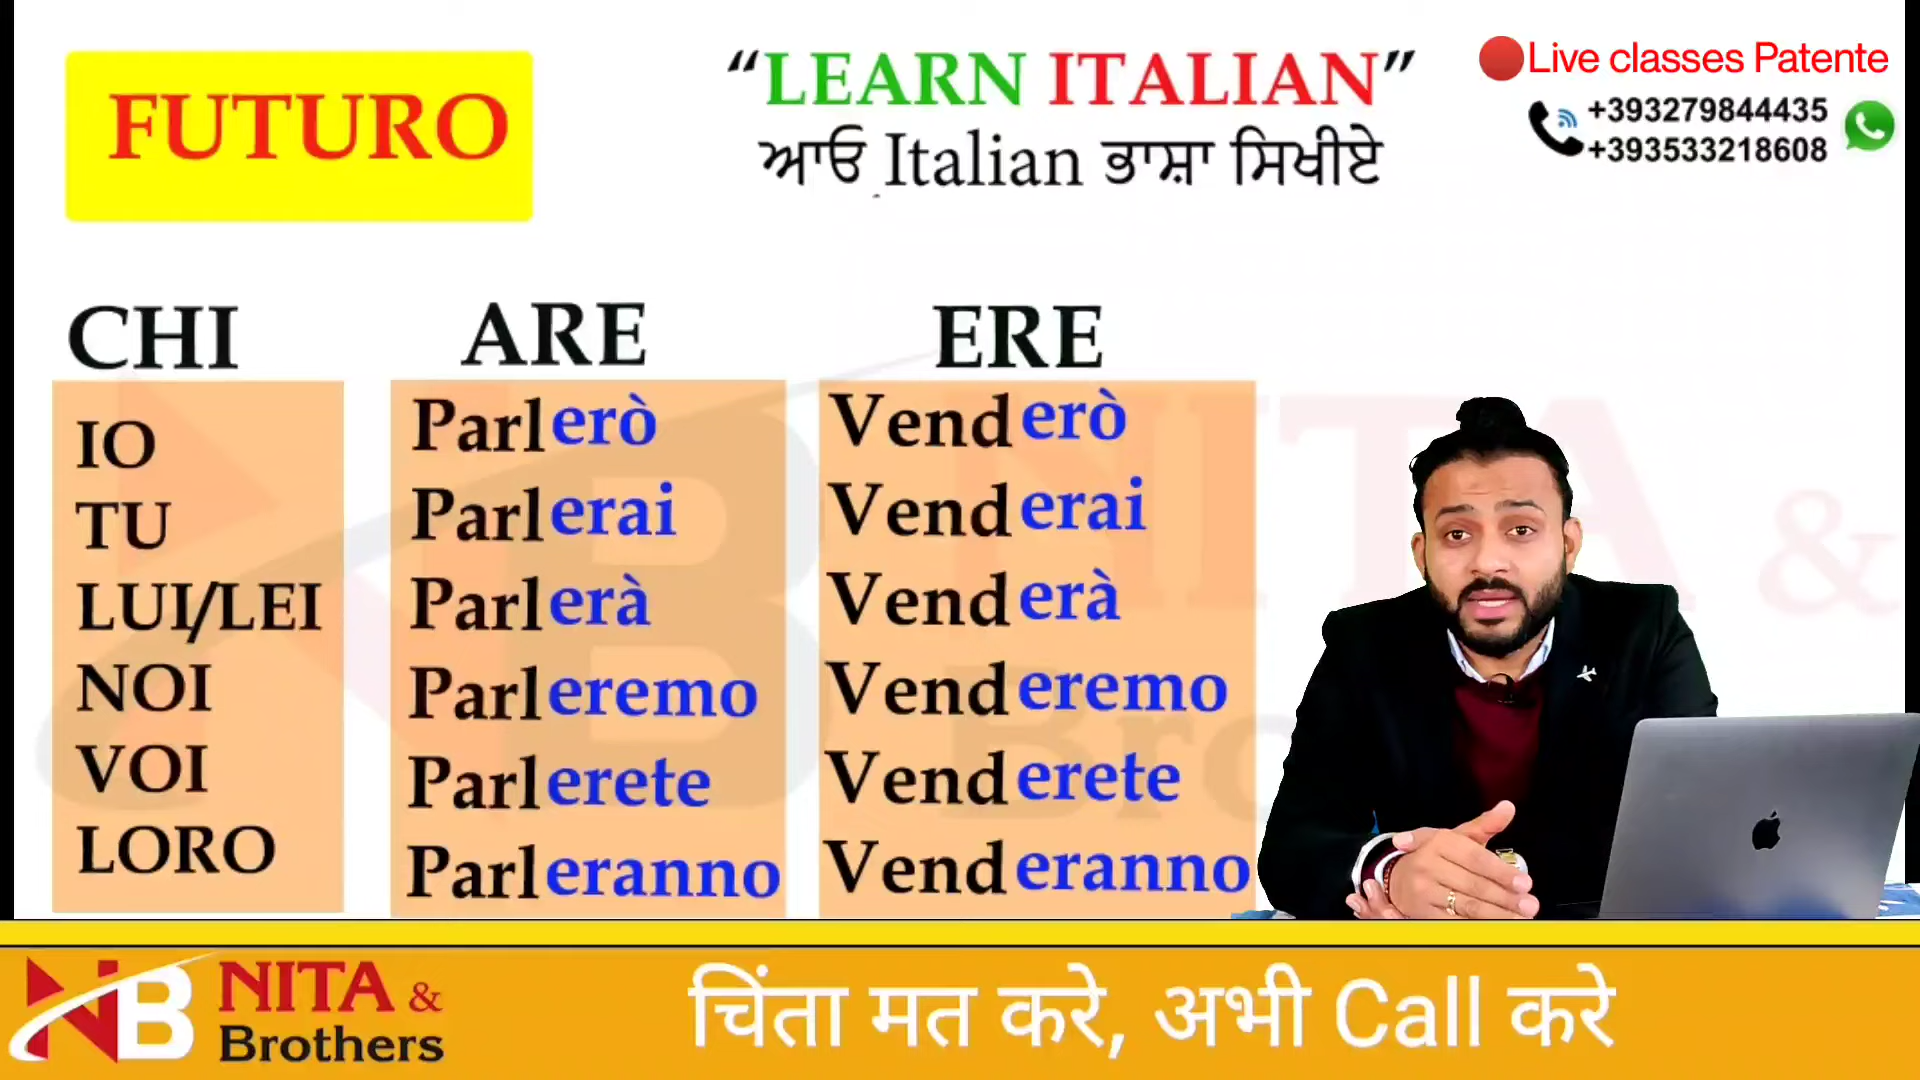 FUTURO
“LEARN ITALIAN”
ਆਓ Italian ਭਾਸ਼ਾ ਸਿਖੀਏ
Live classes Patente
+393279844435
+393533218608
CHI ARE ERE
IO Parlerò Venderò
TU Parlerai Venderai
LUI/LEI Parlerà Venderà
NOI Parleremo Venderemo
VOI Parlerete Venderete
LORO Parleranno Venderanno
NB NITA &
Brothers
चिंता मत करे, अभी Call करे